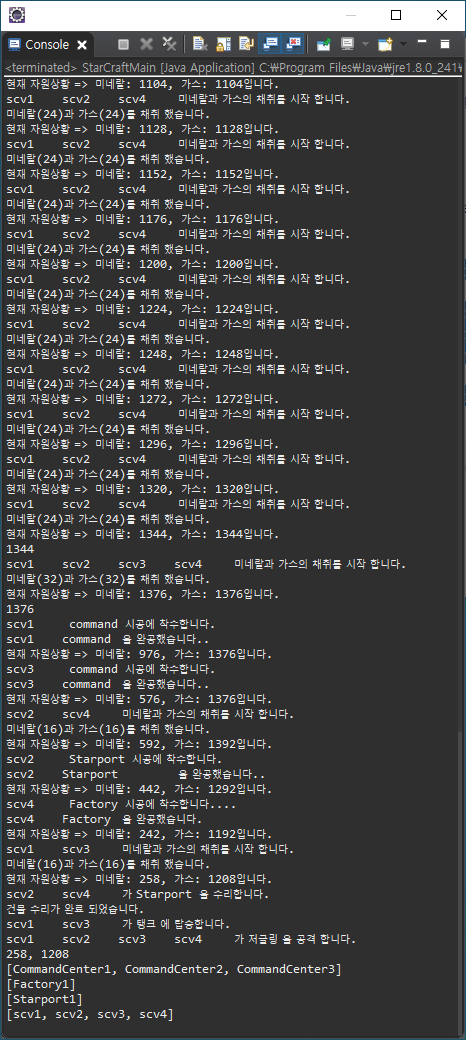 Console
<terminated> StarCraftMain [Java Application] C:₩Program Files₩Java₩jre1.8.0_241₩
현재 자원상황 => 미네랄: 1104, 가스: 1104입니다.
scv1 scv2 scv4 미네랄과 가스의 채취를 시작 합니다.
미네랄(24)과 가스(24)를 채취 했습니다.
현재 자원상황 => 미네랄: 1128, 가스: 1128입니다.
scv1 scv2 scv4 미네랄과 가스의 채취를 시작 합니다.
미네랄(24)과 가스(24)를 채취 했습니다.
현재 자원상황 => 미네랄: 1152, 가스: 1152입니다.
scv1 scv2 scv4 미네랄과 가스의 채취를 시작 합니다.
미네랄(24)과 가스(24)를 채취 했습니다.
현재 자원상황 => 미네랄: 1176, 가스: 1176입니다.
scv1 scv2 scv4 미네랄과 가스의 채취를 시작 합니다.
미네랄(24)과 가스(24)를 채취 했습니다.
현재 자원상황 => 미네랄: 1200, 가스: 1200입니다.
scv1 scv2 scv4 미네랄과 가스의 채취를 시작 합니다.
미네랄(24)과 가스(24)를 채취 했습니다.
현재 자원상황 => 미네랄: 1224, 가스: 1224입니다.
scv1 scv2 scv4 미네랄과 가스의 채취를 시작 합니다.
미네랄(24)과 가스(24)를 채취 했습니다.
현재 자원상황 => 미네랄: 1248, 가스: 1248입니다.
scv1 scv2 scv4 미네랄과 가스의 채취를 시작 합니다.
미네랄(24)과 가스(24)를 채취 했습니다.
현재 자원상황 => 미네랄: 1272, 가스: 1272입니다.
scv1 scv2 scv4 미네랄과 가스의 채취를 시작 합니다.
미네랄(24)과 가스(24)를 채취 했습니다.
현재 자원상황 => 미네랄: 1296, 가스: 1296입니다.
scv1 scv2 scv4 미네랄과 가스의 채취를 시작 합니다.
미네랄(24)과 가스(24)를 채취 했습니다.
현재 자원상황 => 미네랄: 1320, 가스: 1320입니다.
scv1 scv2 scv4 미네랄과 가스의 채취를 시작 합니다.
미네랄(24)과 가스(24)를 채취 했습니다.
현재 자원상황 => 미네랄: 1344, 가스: 1344입니다.
1344
scv1 scv2 scv3 scv4 미네랄과 가스의 채취를 시작 합니다.
미네랄(32)과 가스(32)를 채취 했습니다.
현재 자원상황 => 미네랄: 1376, 가스: 1376입니다.
1376
scv1 command 시공에 착수합니다.
scv1 command 을 완공했습니다..
현재 자원상황 => 미네랄: 976, 가스: 1376입니다.
scv3 command 시공에 착수합니다.
scv3 command 을 완공했습니다..
현재 자원상황 => 미네랄: 576, 가스: 1376입니다.
scv2 scv4 미네랄과 가스의 채취를 시작 합니다.
미네랄(16)과 가스(16)를 채취 했습니다.
현재 자원상황 => 미네랄: 592, 가스: 1392입니다.
scv2 Starport 시공에 착수합니다.
scv2 Starport 을 완공했습니다..
현재 자원상황 => 미네랄: 442, 가스: 1292입니다.
scv4 Factory 시공에 착수합니다....
scv4 Factory 을 완공했습니다.
현재 자원상황 => 미네랄: 242, 가스: 1192입니다.
scv1 scv3 미네랄과 가스의 채취를 시작 합니다.
미네랄(16)과 가스(16)를 채취 했습니다.
현재 자원상황 => 미네랄: 258, 가스: 1208입니다.
scv2 scv4 가 Starport 을 수리합니다.
건물 수리가 완료 되었습니다.
scv1 scv3 가 탱크 에 탑승합니다.
scv1 scv2 scv3 scv4 가 저글링 을 공격 합니다.
258, 1208
[CommandCenter1, CommandCenter2, CommandCenter3]
[Factory1]
[Starport1]
[scv1, scv2, scv3, scv4]